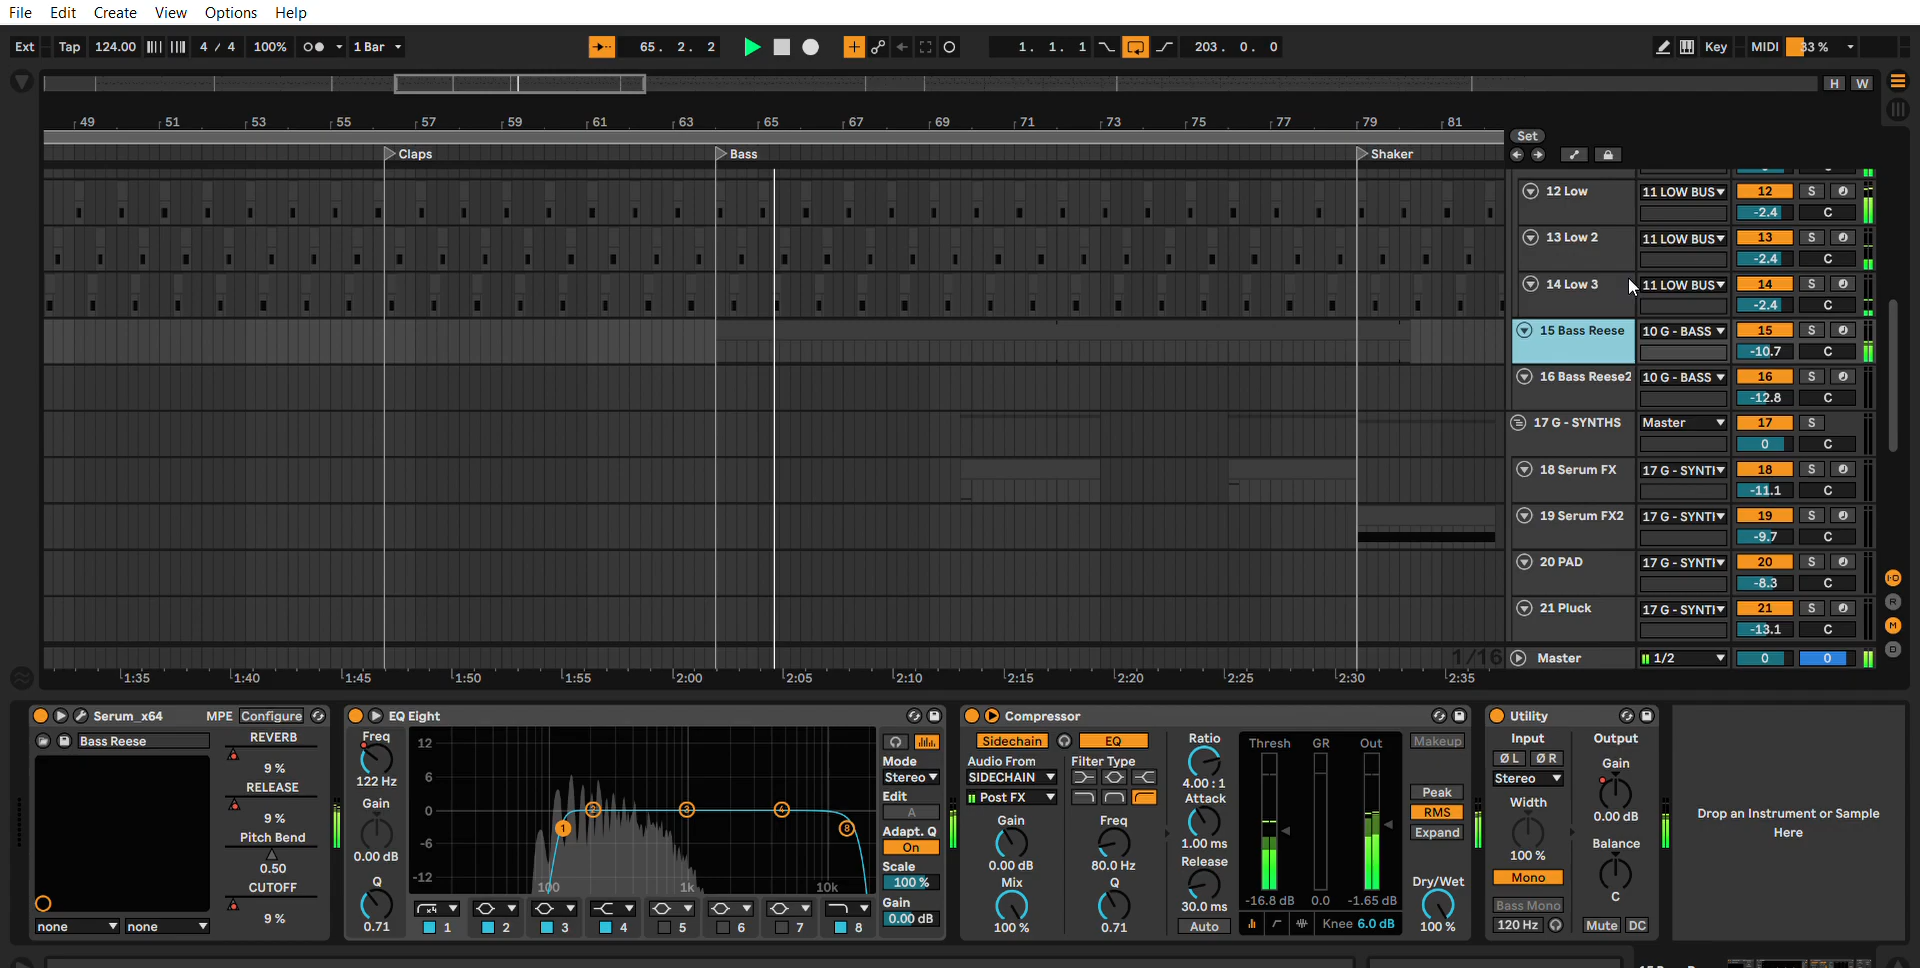 File Edit Create View Options Help
Ext Tap 124.00 4 / 4 100% 1 Bar 65. 2. 2 1. 1. 1 203. 0. 0 Key MIDI 33 %
H W
49 51 53 55 57 59 61 63 65 67 69 71 73 75 77 79 81
Set
Claps Bass Shaker
12 Low 11 LOW BUS 12 S
-2.4 C
13 Low 2 11 LOW BUS 13 S
-2.4 C
14 Low 3 11 LOW BUS 14 S
-2.4 C
15 Bass Reese 10 G - BASS 15 S
-10.7 C
16 Bass Reese2 10 G - BASS 16 S
-12.8 C
17 G - SYNTHS Master 17 S
0 C
18 Serum FX 17 G - SYNTI 18 S
-11.1 C
19 Serum FX2 17 G - SYNTI 19 S
-9.7 C
20 PAD 17 G - SYNTI 20 S
-8.3 C
21 Pluck 17 G - SYNTI 21 S
-13.1 C
1/16 Master 1/2 0 0
1:35 1:40 1:45 1:50 1:55 2:00 2:05 2:10 2:15 2:20 2:25 2:30 2:35
I-O
R
M
D
Serum_x64 MPE Configure
Bass Reese
REVERB
9 %
RELEASE
9 %
Pitch Bend
0.50
CUTOFF
9 %
none none
EQ Eight
Freq
122 Hz
Gain
0.00 dB
Q
0.71
12
6
0
-6
-12
100 1k 10k
1 2 3 4 8
x4
1 2 3 4 5 6 7 8
Mode
Stereo
Edit
A
Adapt. Q
On
Scale
100 %
Gain
0.00 dB
Compressor
Sidechain EQ
Audio From Filter Type
SIDECHAIN
Post FX
Gain Freq
0.00 dB 80.0 Hz
Mix Q
100 % 0.71
Ratio
4.00 : 1
Attack
1.00 ms
Release
30.0 ms
Auto
Thresh GR Out
-16.8 dB 0.0 -1.65 dB
Knee 6.0 dB
Makeup
Peak
RMS
Expand
Dry/Wet
100 %
Utility
Input Output
Ø L Ø R
Stereo
Width
100 %
Mono
Bass Mono
120 Hz
Gain
0.00 dB
Balance
C
Mute DC
Drop an Instrument or Sample
Here